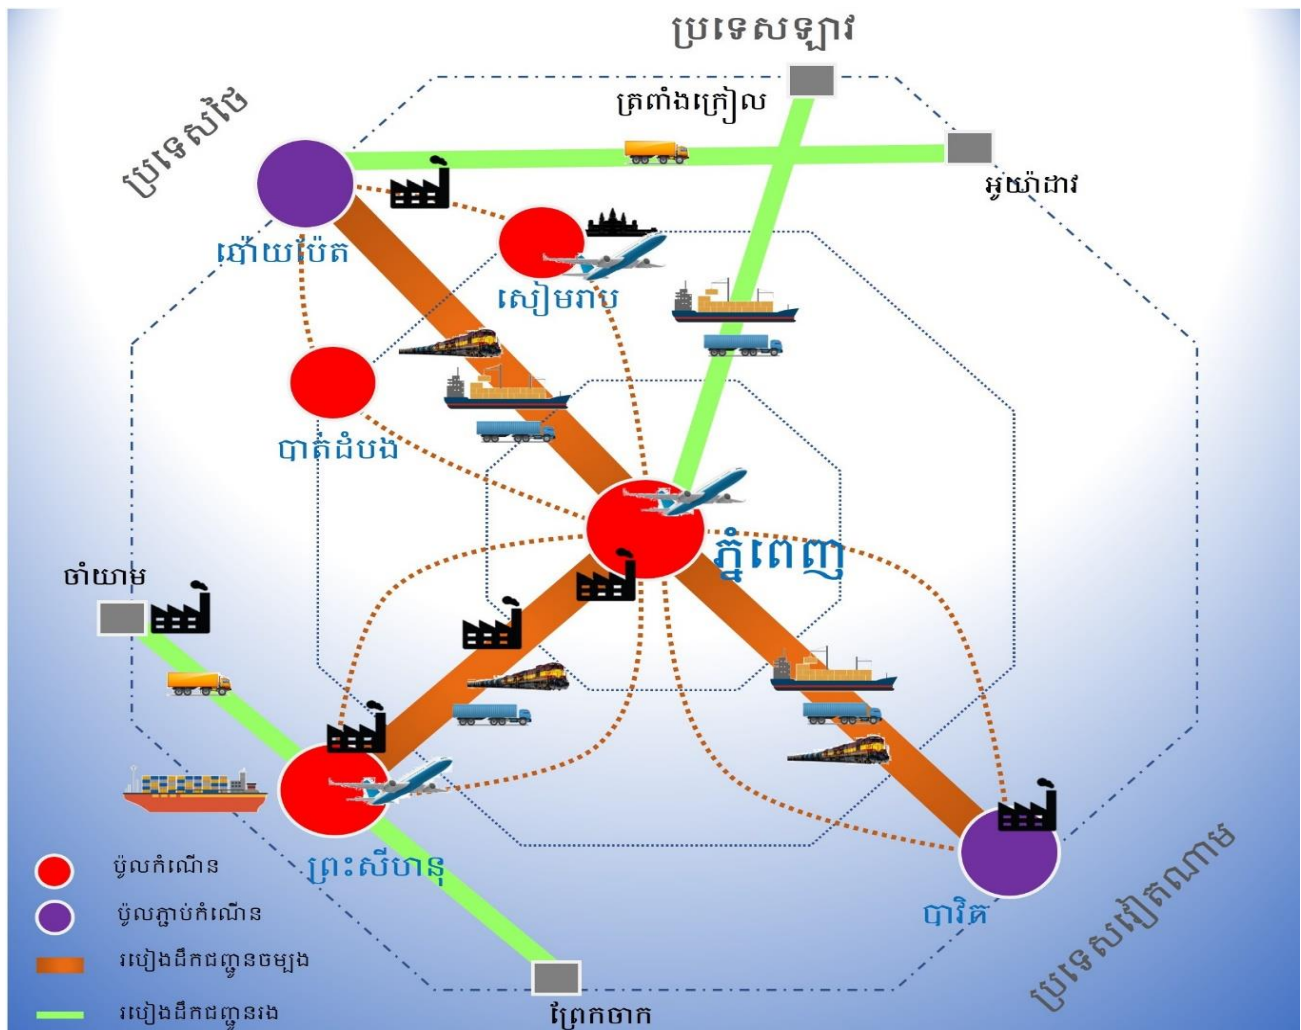 ប្រទេសឡាវ
ត្រពាំងក្រៀល
ប្រទេសថៃ
អូយ៉ាដាវ
ប៉ោយប៉ែត
សៀមរាប
បាត់ដំបង
ភ្នំពេញ
ចាំយាម
ព្រះសីហនុ
បាវិត
ប្រទេសវៀតណាម
ព្រែកចាក
ប៉ូលកំណើន
ប៉ូលភ្ជាប់កំណើន
របៀងដឹកជញ្ជូនចម្បង
របៀងដឹកជញ្ជូនរង